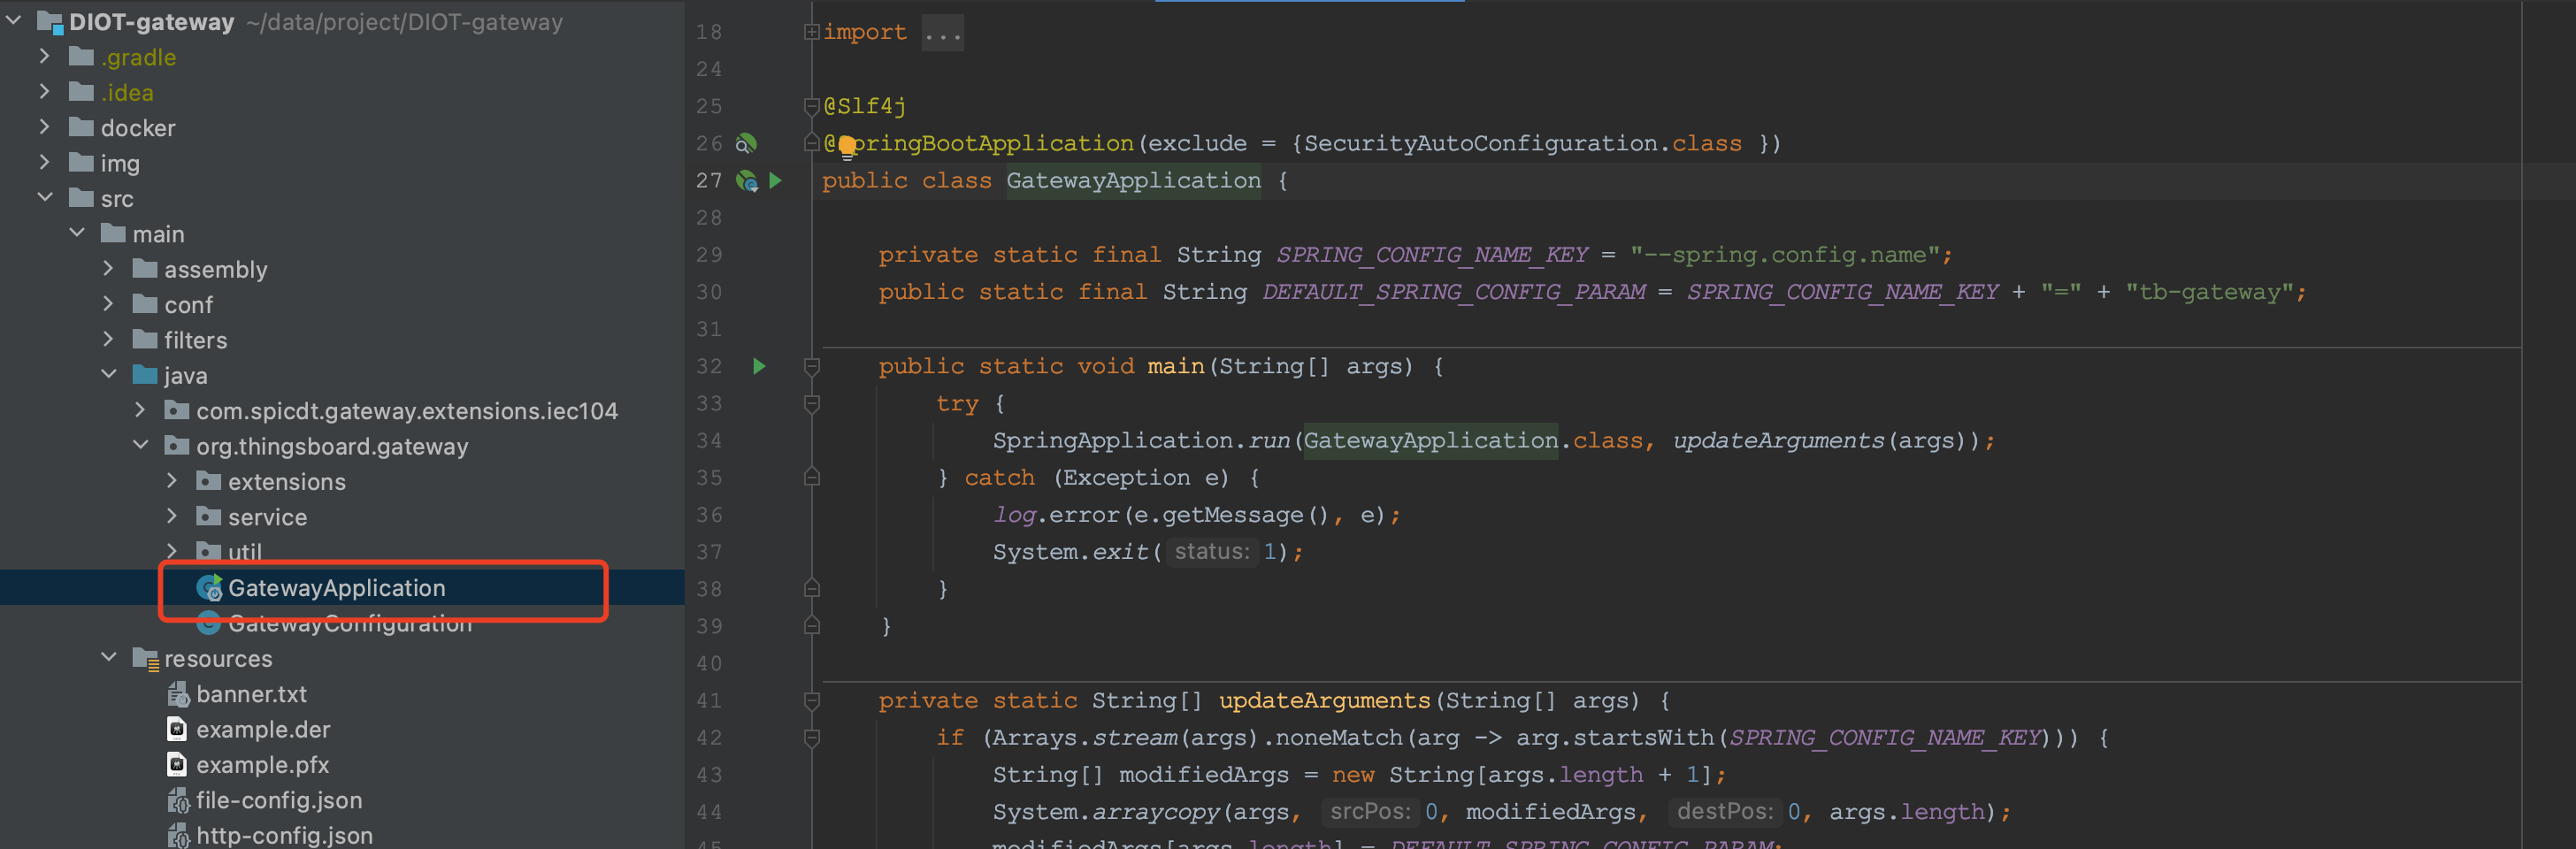 DIOT-gateway ~/data/project/DIOT-gateway
.gradle
.idea
docker
img
src
main
assembly
conf
filters
java
com.spicdt.gateway.extensions.iec104
org.thingsboard.gateway
extensions
service
util
GatewayApplication
GatewayConfiguration
resources
banner.txt
example.der
example.pfx
file-config.json
http-config.json
18 import ...
24
25 @Slf4j
26 @SpringBootApplication(exclude = {SecurityAutoConfiguration.class })
27 public class GatewayApplication {
28
29 private static final String SPRING_CONFIG_NAME_KEY = "--spring.config.name";
30 public static final String DEFAULT_SPRING_CONFIG_PARAM = SPRING_CONFIG_NAME_KEY + "=" + "tb-gateway";
31
32 public static void main(String[] args) {
33 try {
34 SpringApplication.run(GatewayApplication.class, updateArguments(args));
35 } catch (Exception e) {
36 log.error(e.getMessage(), e);
37 System.exit( status: 1);
38 }
39 }
40
41 private static String[] updateArguments(String[] args) {
42 if (Arrays.stream(args).noneMatch(arg -> arg.startsWith(SPRING_CONFIG_NAME_KEY))) {
43 String[] modifiedArgs = new String[args.length + 1];
44 System.arraycopy(args, srcPos: 0, modifiedArgs, destPos: 0, args.length);
45 modifiedArgs[args.length] = DEFAULT_SPRING_CONFIG_PARAM;